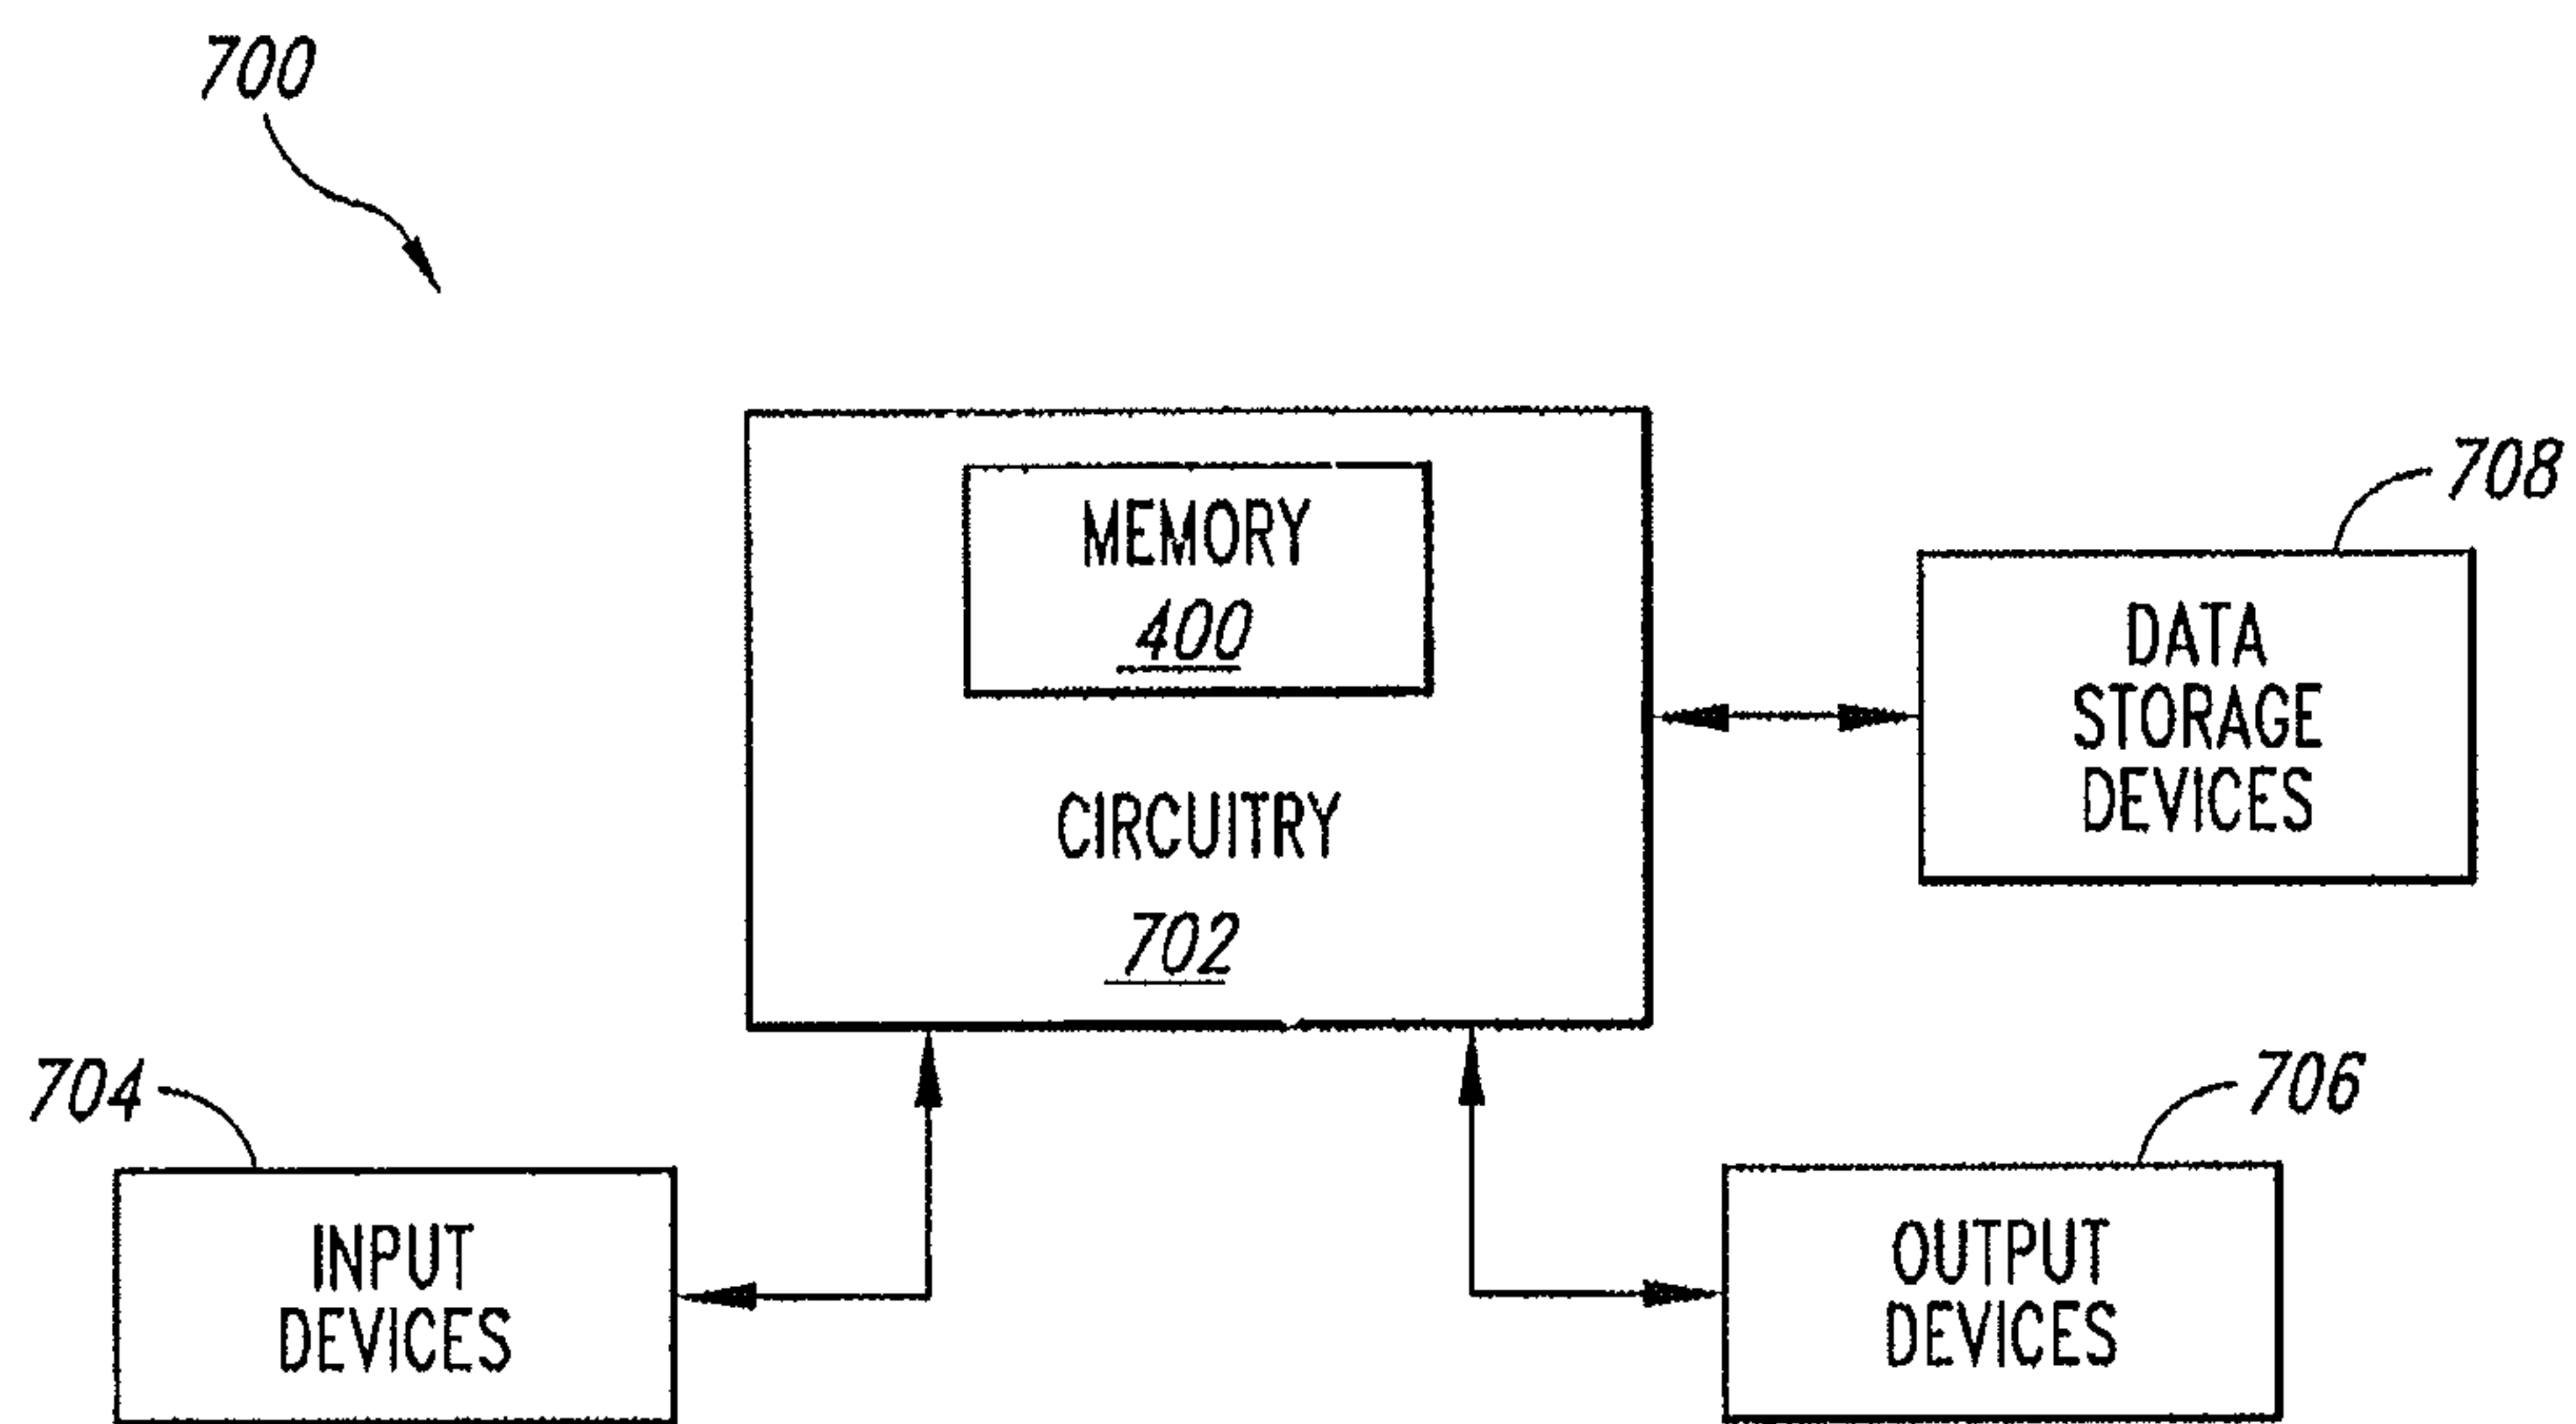 700
MEMORY
400
CIRCUITRY
702
708
DATA
STORAGE
DEVICES
704
INPUT
DEVICES
706
OUTPUT
DEVICES